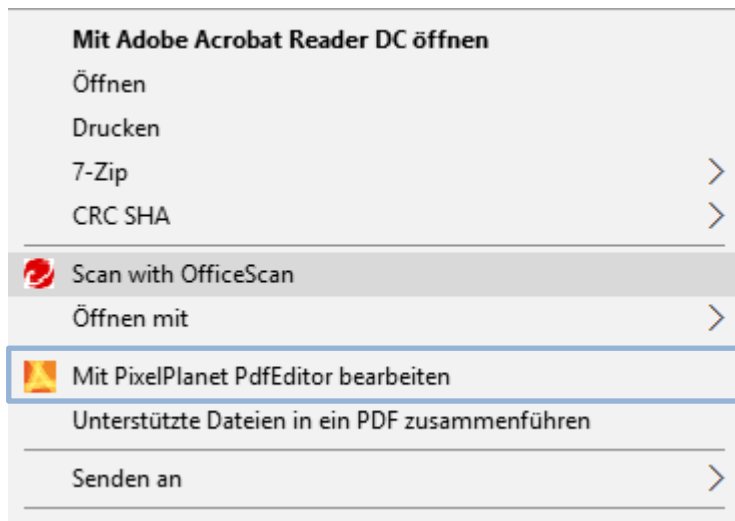 Mit Adobe Acrobat Reader DC öffnen
Öffnen
Drucken
7-Zip
CRC SHA
Scan with OfficeScan
Öffnen mit
Mit PixelPlanet PdfEditor bearbeiten
Unterstützte Dateien in ein PDF zusammenführen
Senden an